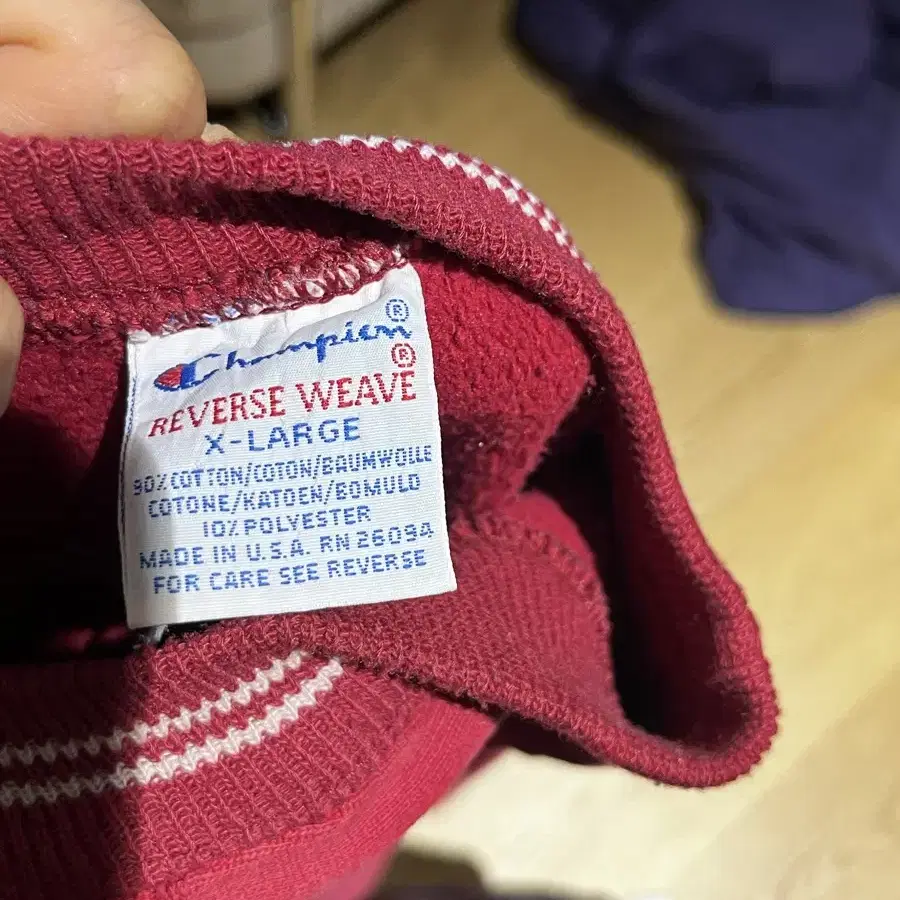 Champion®
REVERSE WEAVE®
X-LARGE
90% COTTON/COTON/BAUMWOLLE
COTONE/KATOEN/BOMULD
10% POLYESTER
MADE IN U.S.A. RN 26094
FOR CARE SEE REVERSE